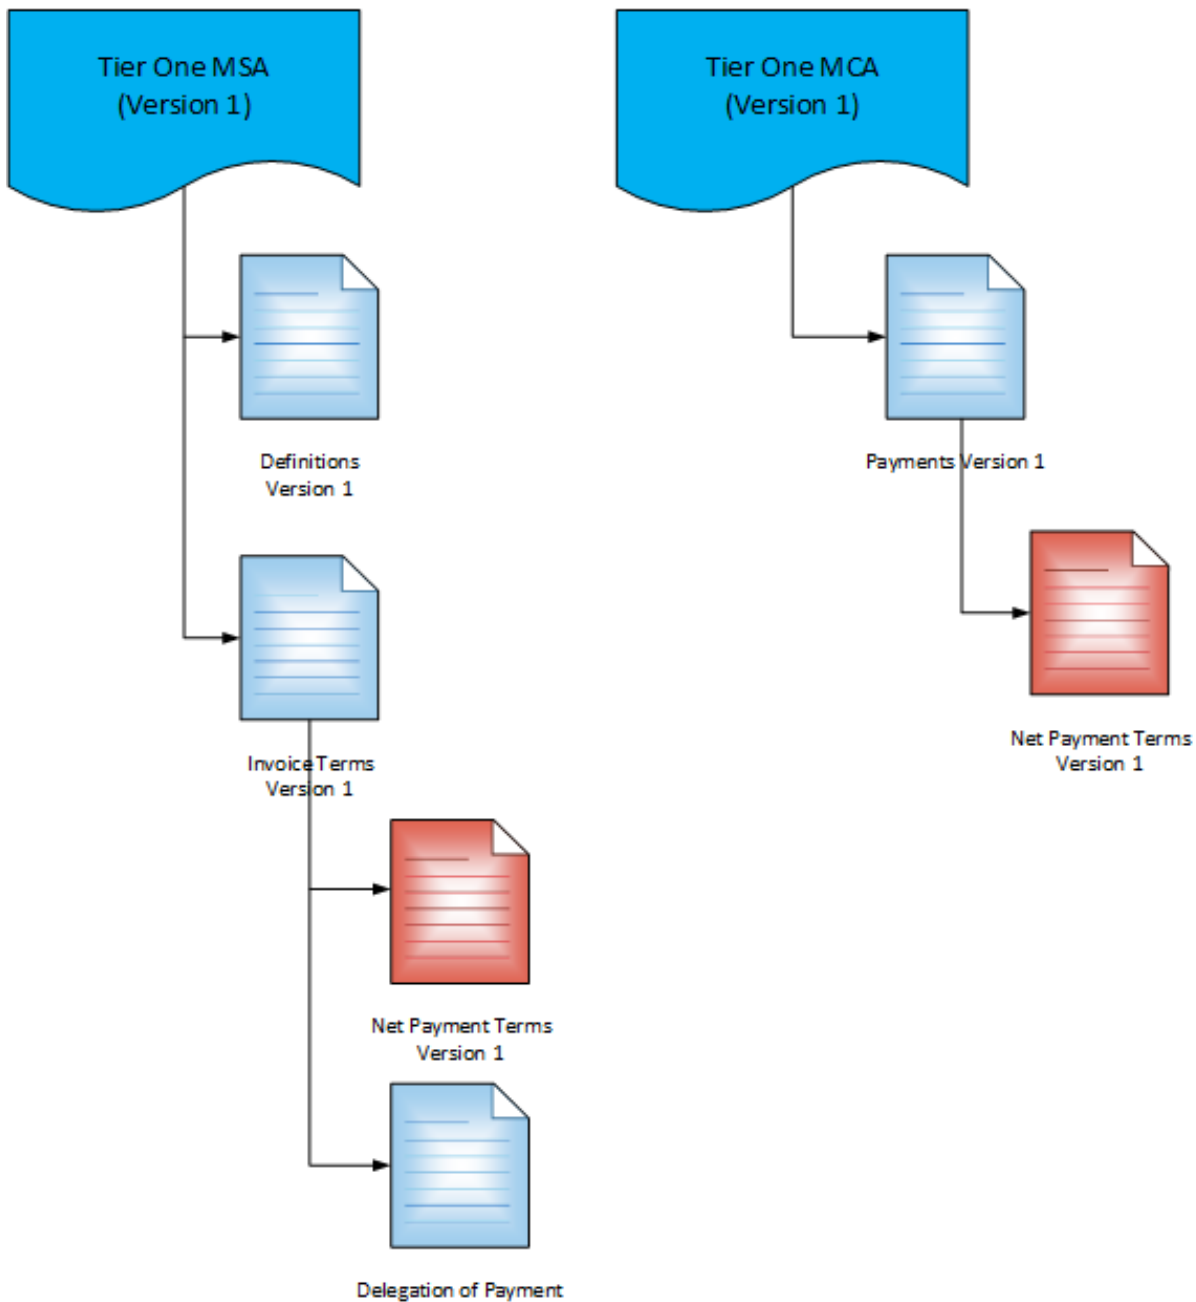 Tier One MSA
(Version 1)
Tier One MCA
(Version 1)
Definitions
Version 1
Payments Version 1
Invoice Terms
Version 1
Net Payment Terms
Version 1
Net Payment Terms
Version 1
Delegation of Payment